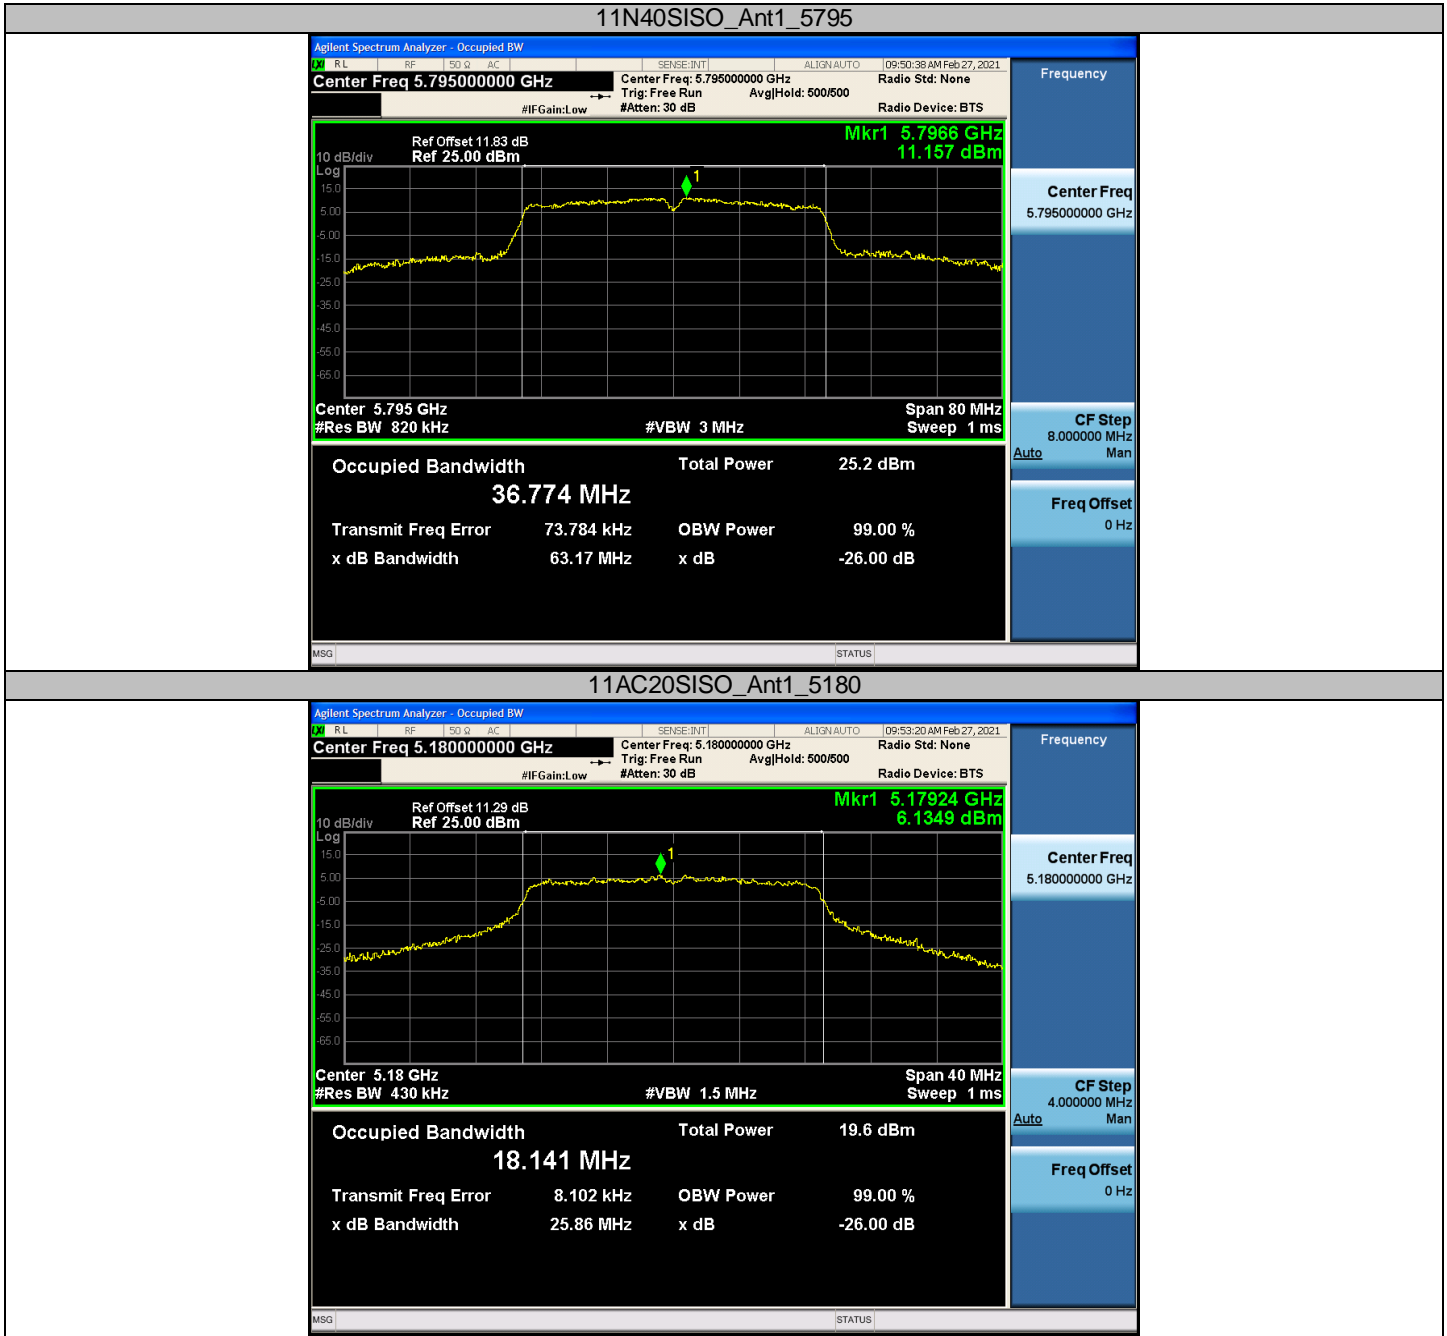 11N40SISO_Ant1_5795
Agilent Spectrum Analyzer - Occupied BW
LXI RL RF 50 Ω AC SENSE:INT ALIGN AUTO 09:50:38 AM Feb 27, 2021
Center Freq 5.795000000 GHz
Center Freq: 5.795000000 GHz
Radio Std: None
Trig: Free Run Avg|Hold: 500/500
#IFGain:Low #Atten: 30 dB Radio Device: BTS
Frequency
Mkr1 5.7966 GHz
11.157 dBm
Ref Offset 11.83 dB
10 dB/div Ref 25.00 dBm
Log
1
15.0
5.00
-5.00
-15.0
-25.0
-35.0
-45.0
-55.0
-65.0
Center 5.795 GHz Span 80 MHz
#Res BW 820 kHz #VBW 3 MHz Sweep 1 ms
Center Freq
5.795000000 GHz
CF Step
8.000000 MHz
Auto Man
Freq Offset
0 Hz
Occupied Bandwidth Total Power 25.2 dBm
36.774 MHz
Transmit Freq Error 73.784 kHz OBW Power 99.00 %
x dB Bandwidth 63.17 MHz x dB -26.00 dB
MSG STATUS
11AC20SISO_Ant1_5180
Agilent Spectrum Analyzer - Occupied BW
LXI RL RF 50 Ω AC SENSE:INT ALIGN AUTO 09:53:20 AM Feb 27, 2021
Center Freq 5.180000000 GHz
Center Freq: 5.180000000 GHz
Radio Std: None
Trig: Free Run Avg|Hold: 500/500
#IFGain:Low #Atten: 30 dB Radio Device: BTS
Frequency
Mkr1 5.17924 GHz
6.1349 dBm
Ref Offset 11.29 dB
10 dB/div Ref 25.00 dBm
Log
1
15.0
5.00
-5.00
-15.0
-25.0
-35.0
-45.0
-55.0
-65.0
Center 5.18 GHz Span 40 MHz
#Res BW 430 kHz #VBW 1.5 MHz Sweep 1 ms
Center Freq
5.180000000 GHz
CF Step
4.000000 MHz
Auto Man
Freq Offset
0 Hz
Occupied Bandwidth Total Power 19.6 dBm
18.141 MHz
Transmit Freq Error 8.102 kHz OBW Power 99.00 %
x dB Bandwidth 25.86 MHz x dB -26.00 dB
MSG STATUS